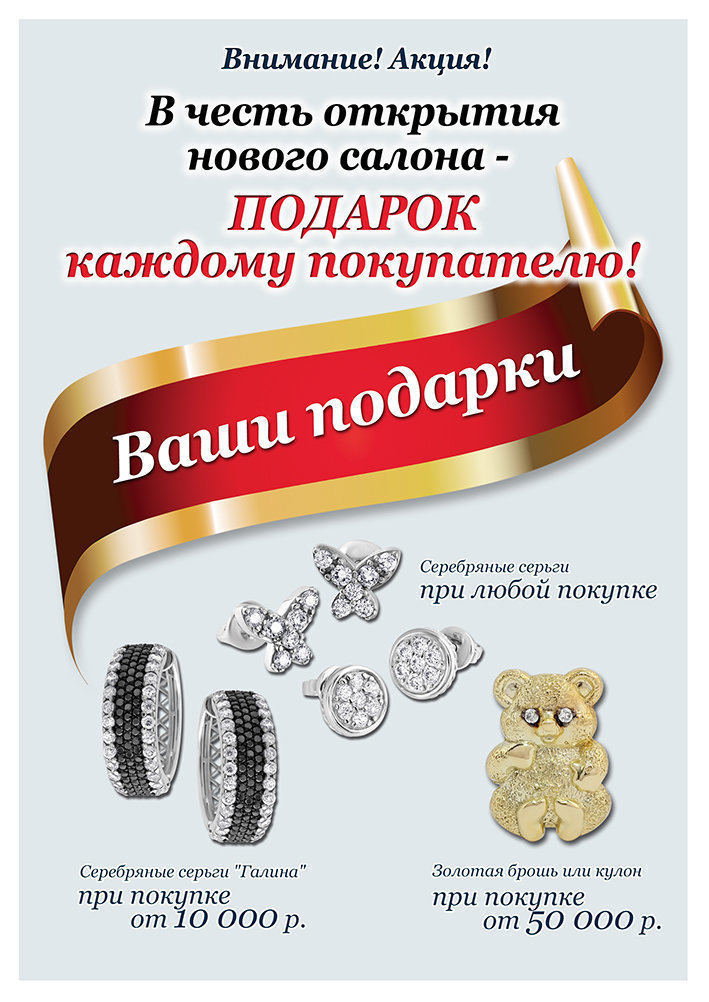 Внимание! Акция!
В честь открытия
нового салона -
ПОДАРОК
каждому покупателю!
Ваши подарки
Серебряные серьги
при любой покупке
Серебряные серьги "Галина"
при покупке
от 10 000 р.
Золотая брошь или кулон
при покупке
от 50 000 р.